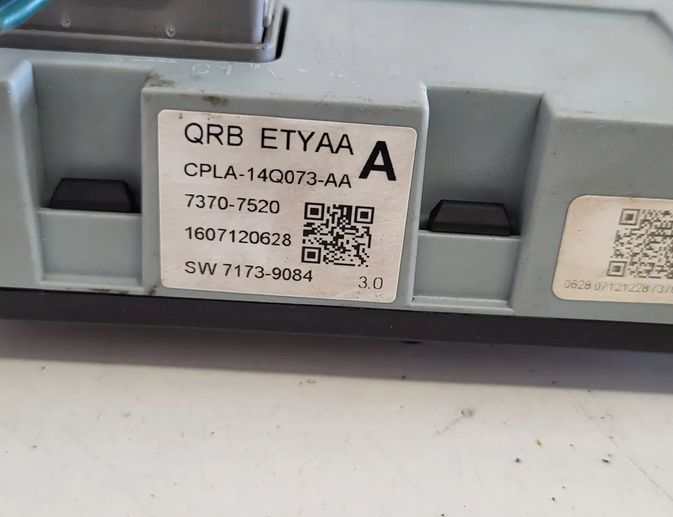 QRB ETYAA
A
CPLA-14Q073-AA
7370-7520
1607120628
SW 7173-9084
3.0